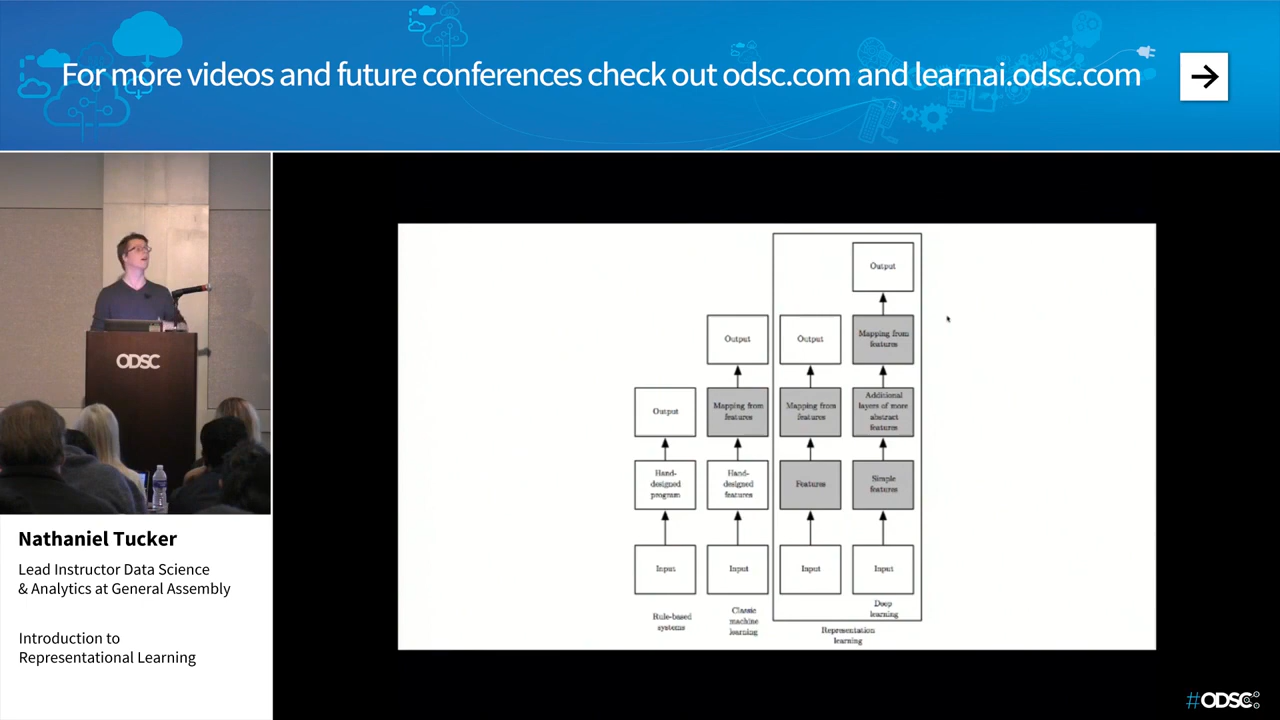 For more videos and future conferences check out odsc.com and learnai.odsc.com
ODSC
Nathaniel Tucker
Lead Instructor Data Science
& Analytics at General Assembly
Introduction to
Representational Learning
Output
Output
Output
Mapping from
features
Output
Mapping from
features
Mapping from
features
Additional
layers of more
abstract
features
Hand-
designed
program
Hand-
designed
features
Features
Simple
features
Input
Input
Input
Input
Rule-based
systems
Classic
machine
learning
Deep
learning
Representation
learning
#ODSC